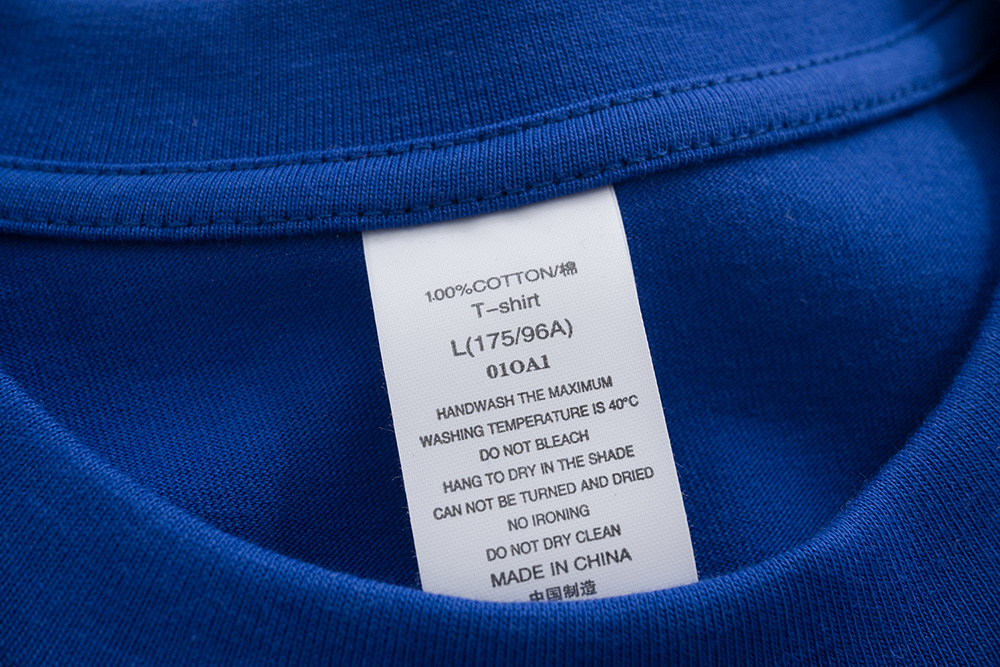 100%COTTON/棉
T-shirt
L(175/96A)
01OA1
HANDWASH THE MAXIMUM
WASHING TEMPERATURE IS 40°C
DO NOT BLEACH
HANG TO DRY IN THE SHADE
CAN NOT BE TURNED AND DRIED
NO IRONING
DO NOT DRY CLEAN
MADE IN CHINA
中国制造